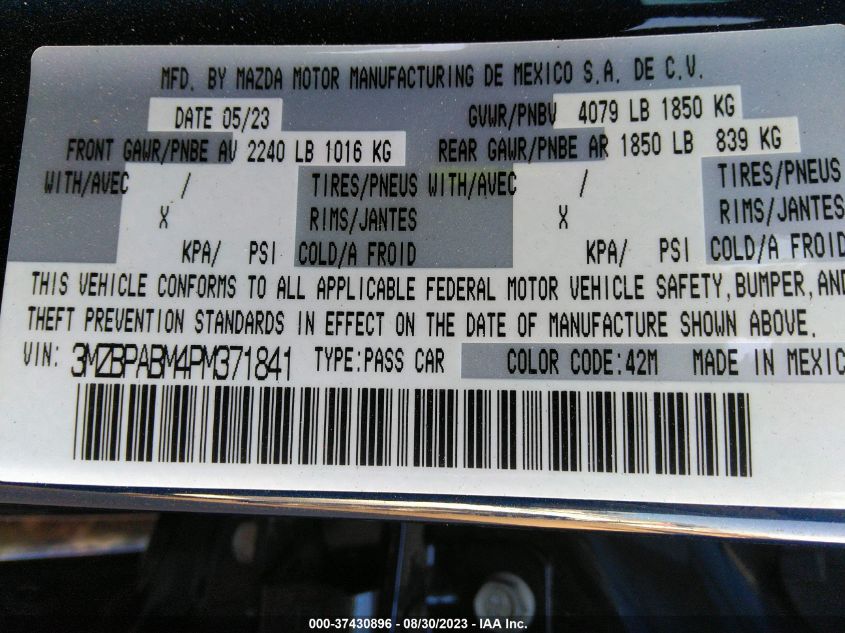 MFD. BY MAZDA MOTOR MANUFACTURING DE MEXICO S.A. DE C.V.
DATE 05/23 GVWR/PNBV 4079 LB 1850 KG
FRONT GAWR/PNBE AV 2240 LB 1016 KG REAR GAWR/PNBE AR 1850 LB 839 KG
WITH/AVEC / TIRES/PNEUS WITH/AVEC / TIRES/PNEUS
X RIMS/JANTES X RIMS/JANTES
KPA/ PSI COLD/A FROID KPA/ PSI COLD/A FROID
THIS VEHICLE CONFORMS TO ALL APPLICABLE FEDERAL MOTOR VEHICLE SAFETY, BUMPER, AND
THEFT PREVENTION STANDARDS IN EFFECT ON THE DATE OF MANUFACTURE SHOWN ABOVE.
VIN: 3MZBPABM4PM371841 TYPE:PASS CAR COLOR CODE:42M MADE IN MEXIC
000-37430896 - 08/30/2023 - IAA Inc.